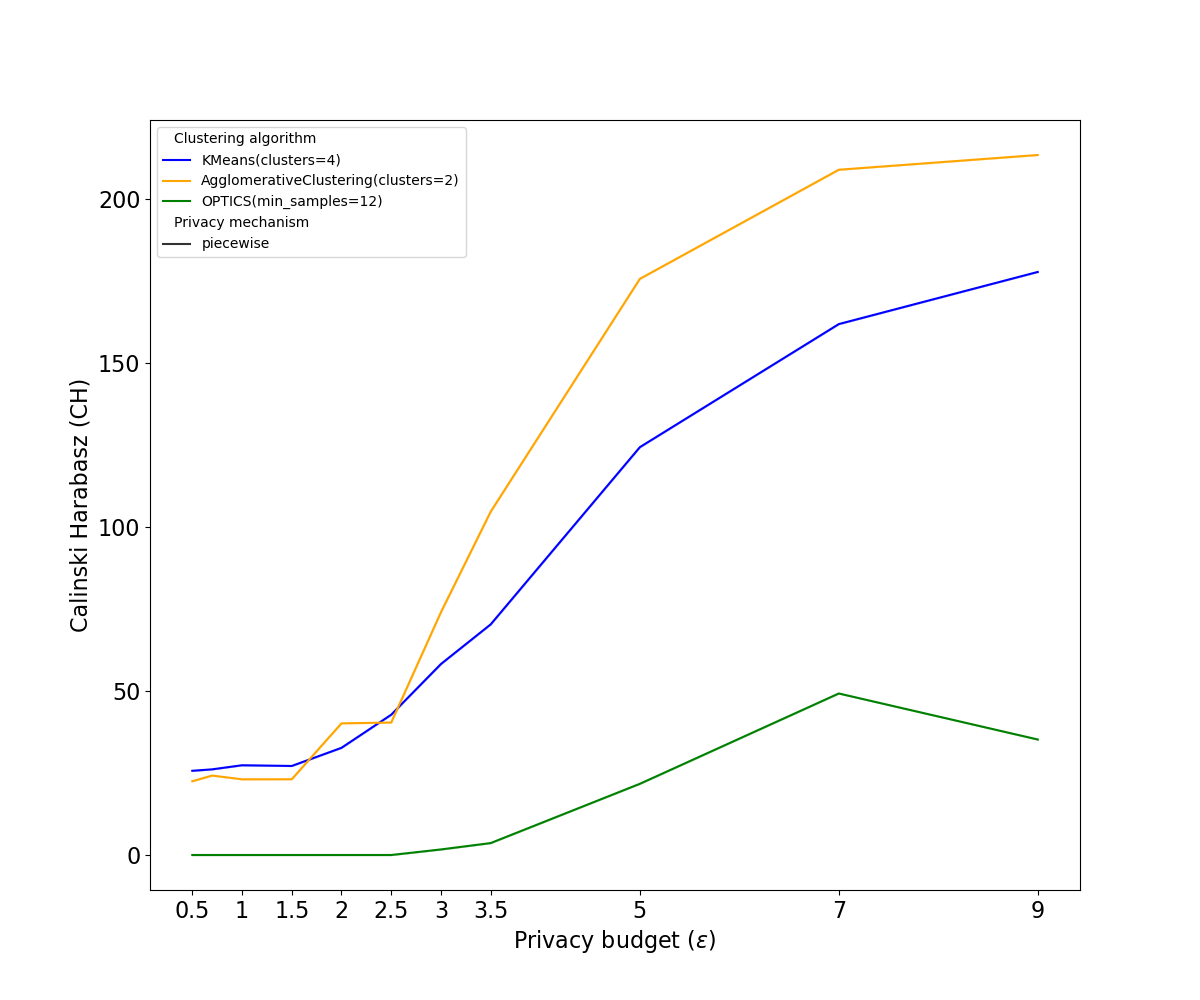 Clustering algorithm
KMeans(clusters=4)
AgglomerativeClustering(clusters=2)
OPTICS(min_samples=12)
Privacy mechanism
piecewise
Calinski Harabasz (CH)
200
150
100
50
0
0.5 1 1.5 2 2.5 3 3.5 5 7 9
Privacy budget (ε)